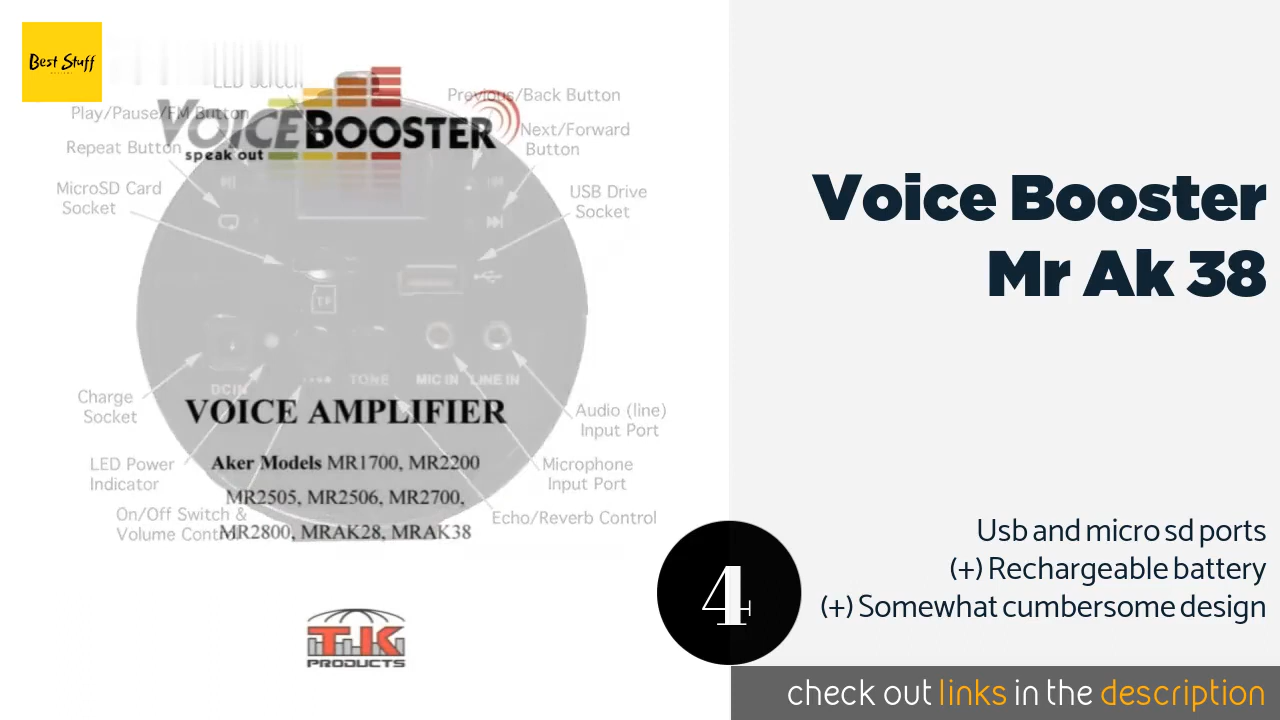 Best Stuff
LED Screen
Previous/Back Button
Play/Pause/FM Button
VOICEBOOSTER
speak out
Next/Forward
Button
Repeat Button
MicroSD Card
Socket
USB Drive
Socket
TF
DC IN
TONE
MIC IN
LINE IN
Charge
Socket
VOICE AMPLIFIER
Audio (line)
Input Port
LED Power
Indicator
Aker Models MR1700, MR2200
MR2505, MR2506, MR2700,
MR2800, MRAK28, MRAK38
Microphone
Input Port
On/Off Switch &
Volume Control
Echo/Reverb Control
TK
PRODUCTS
Voice Booster
Mr Ak 38
4
Usb and micro sd ports
(+) Rechargeable battery
(+) Somewhat cumbersome design
check out links in the description